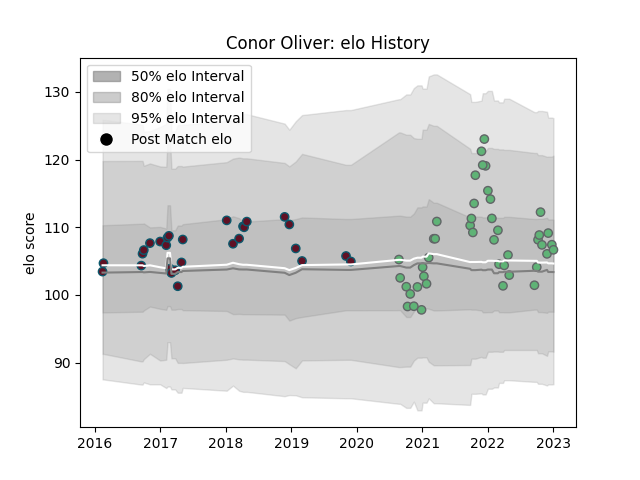 Conor Oliver: elo History
50% elo Interval
80% elo Interval
95% elo Interval
Post Match elo
elo score
130
120
110
100
90
2016 2017 2018 2019 2020 2021 2022 2023